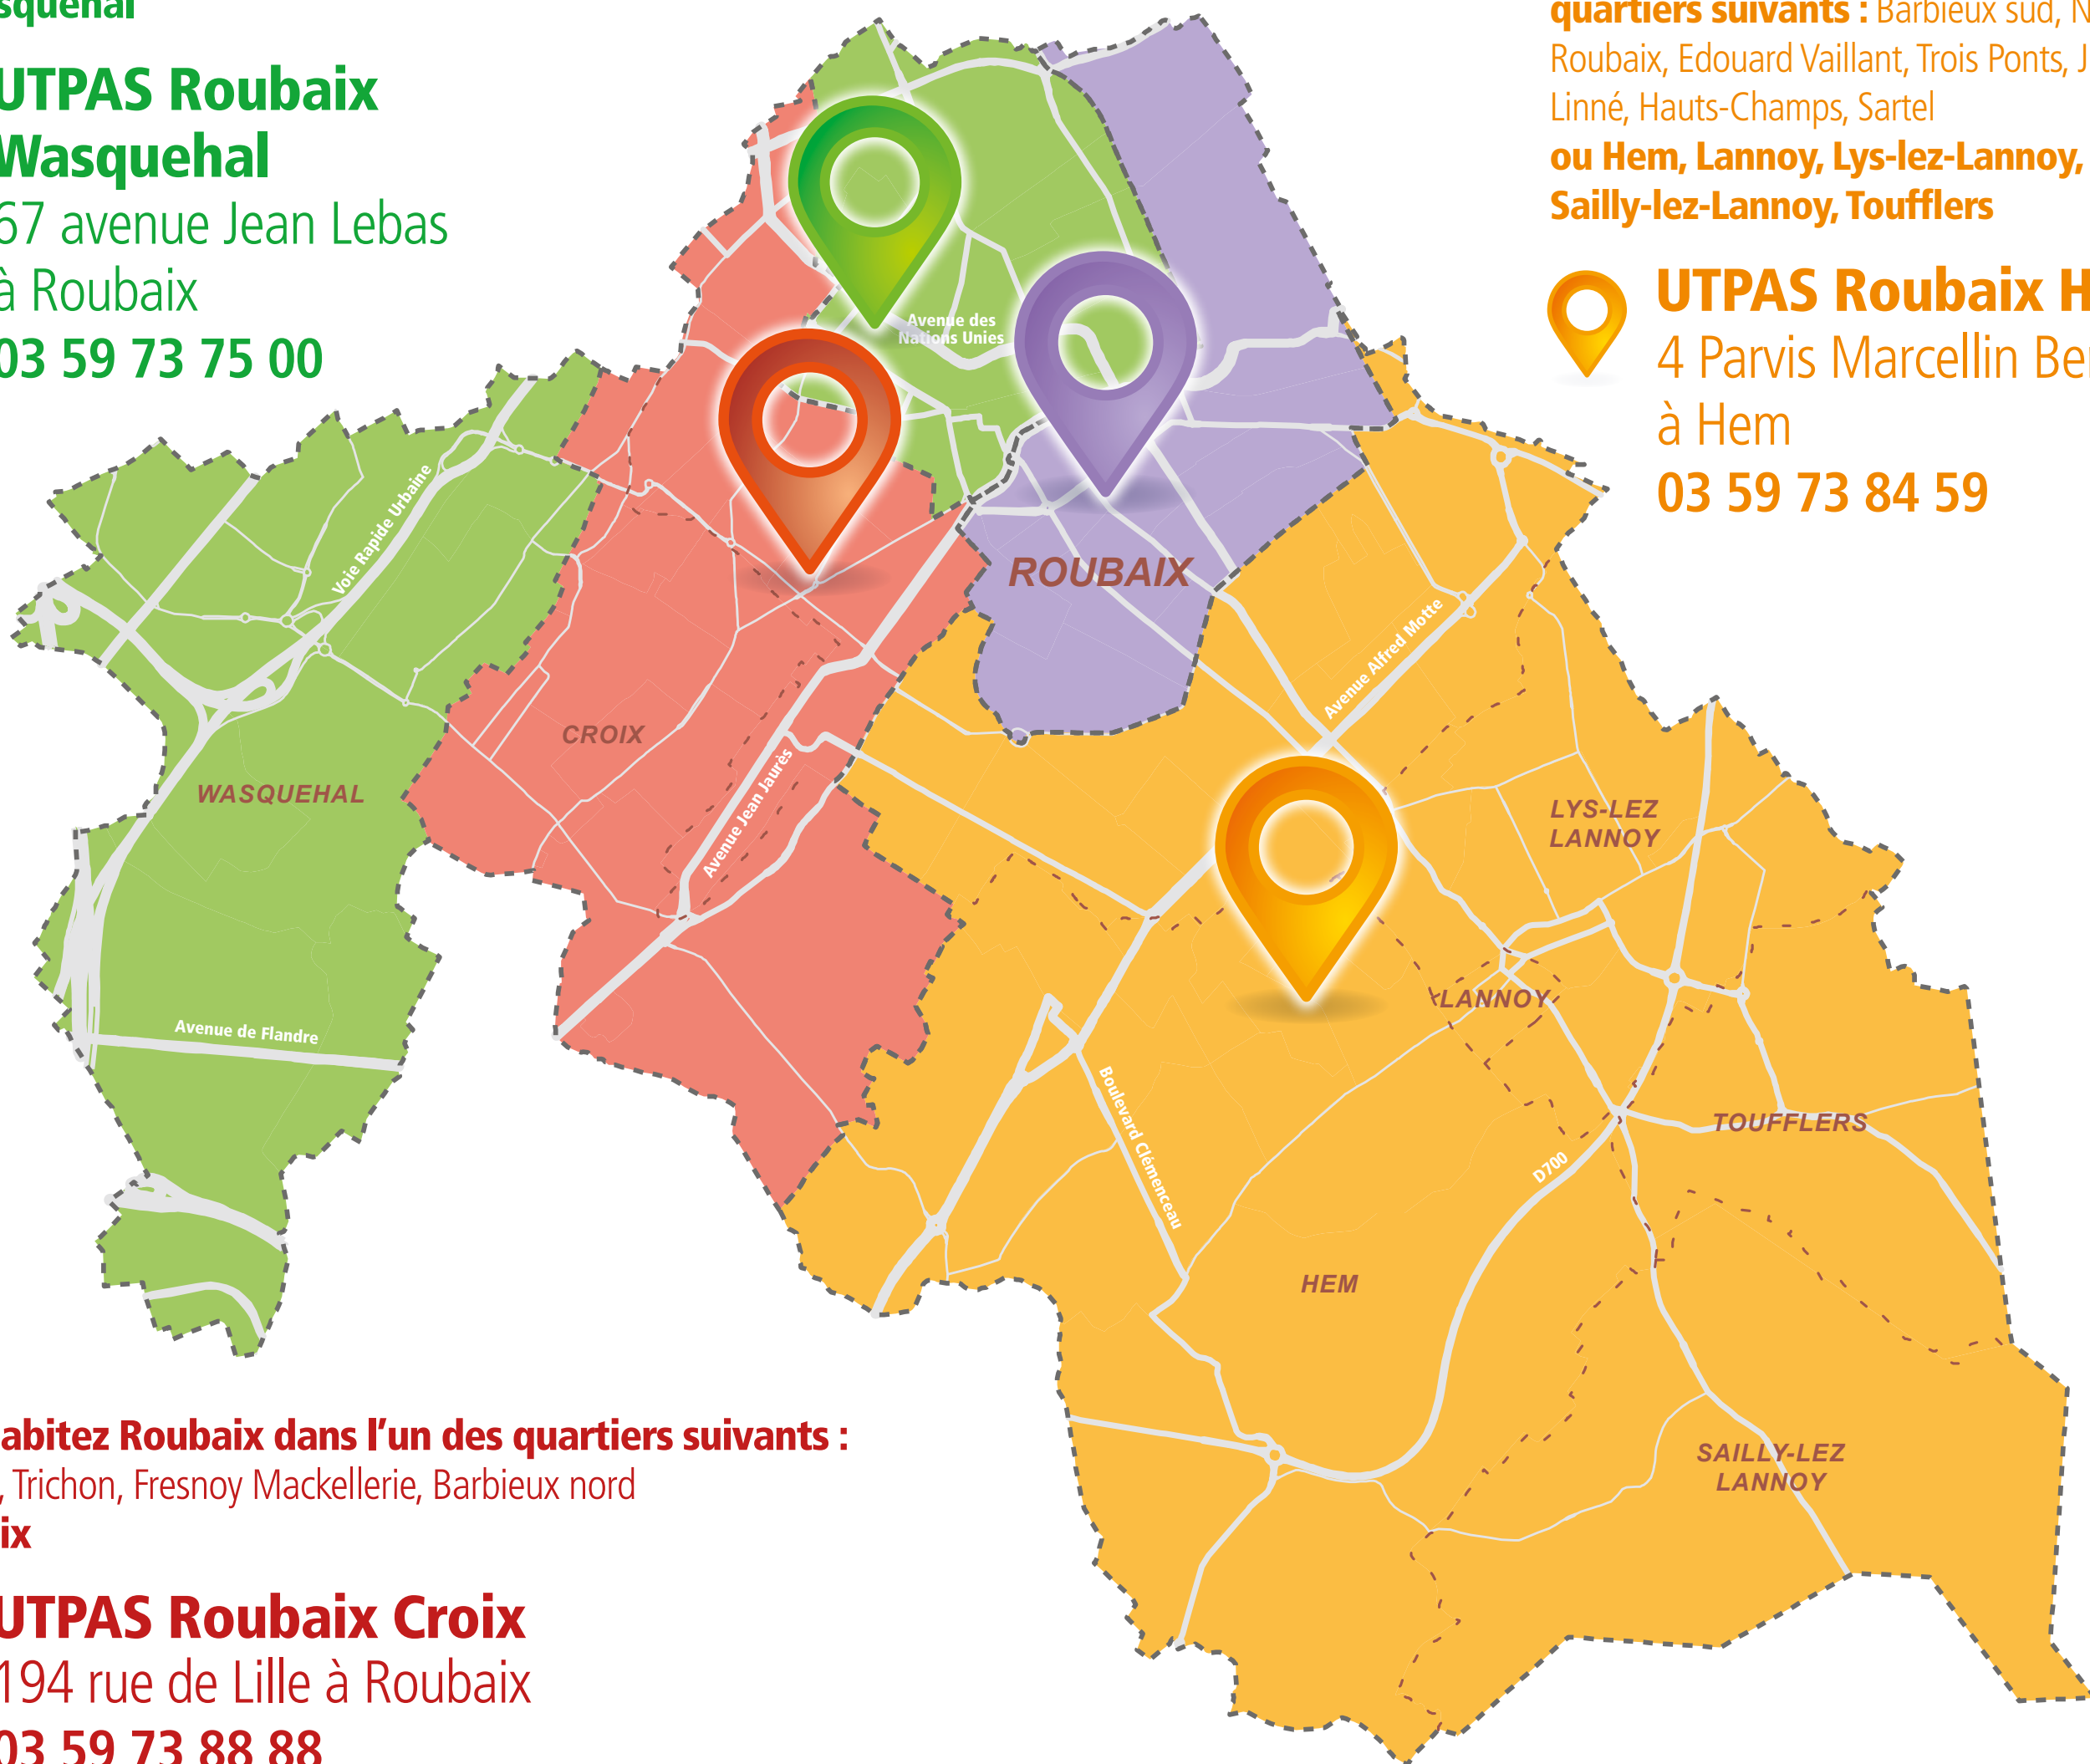 squehal
UTPAS Roubaix
Wasquehal
67 avenue Jean Lebas
à Roubaix
03 59 73 75 00
quartiers suivants : Barbieux sud, N
Roubaix, Edouard Vaillant, Trois Ponts, J
Linné, Hauts-Champs, Sartel
ou Hem, Lannoy, Lys-lez-Lannoy,
Sailly-lez-Lannoy, Toufflers
UTPAS Roubaix H
4 Parvis Marcellin Ber
à Hem
03 59 73 84 59
Avenue des
Nations Unies
Voie Rapide Urbaine
ROUBAIX
Avenue Alfred Motte
CROIX
WASQUEHAL
Avenue Jean Jaurès
LYS-LEZ
LANNOY
LANNOY
Avenue de Flandre
Boulevard Clémenceau
TOUFFLERS
D700
HEM
SAILLY-LEZ
LANNOY
abitez Roubaix dans l'un des quartiers suivants :
, Trichon, Fresnoy Mackellerie, Barbieux nord
ix
UTPAS Roubaix Croix
194 rue de Lille à Roubaix
03 59 73 88 88